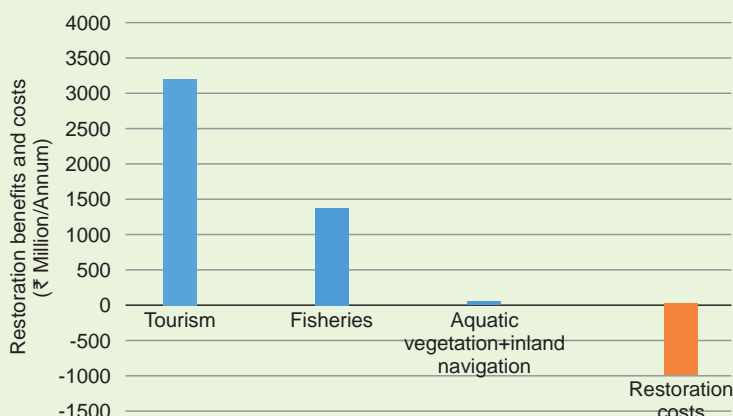 Restoration benefits and costs
(₹ Million/Annum)
4000
3500
3000
2500
2000
1500
1000
500
0
-500
-1000
-1500
Tourism
Fisheries
Aquatic
vegetation+inland
navigation
Restoration
costs